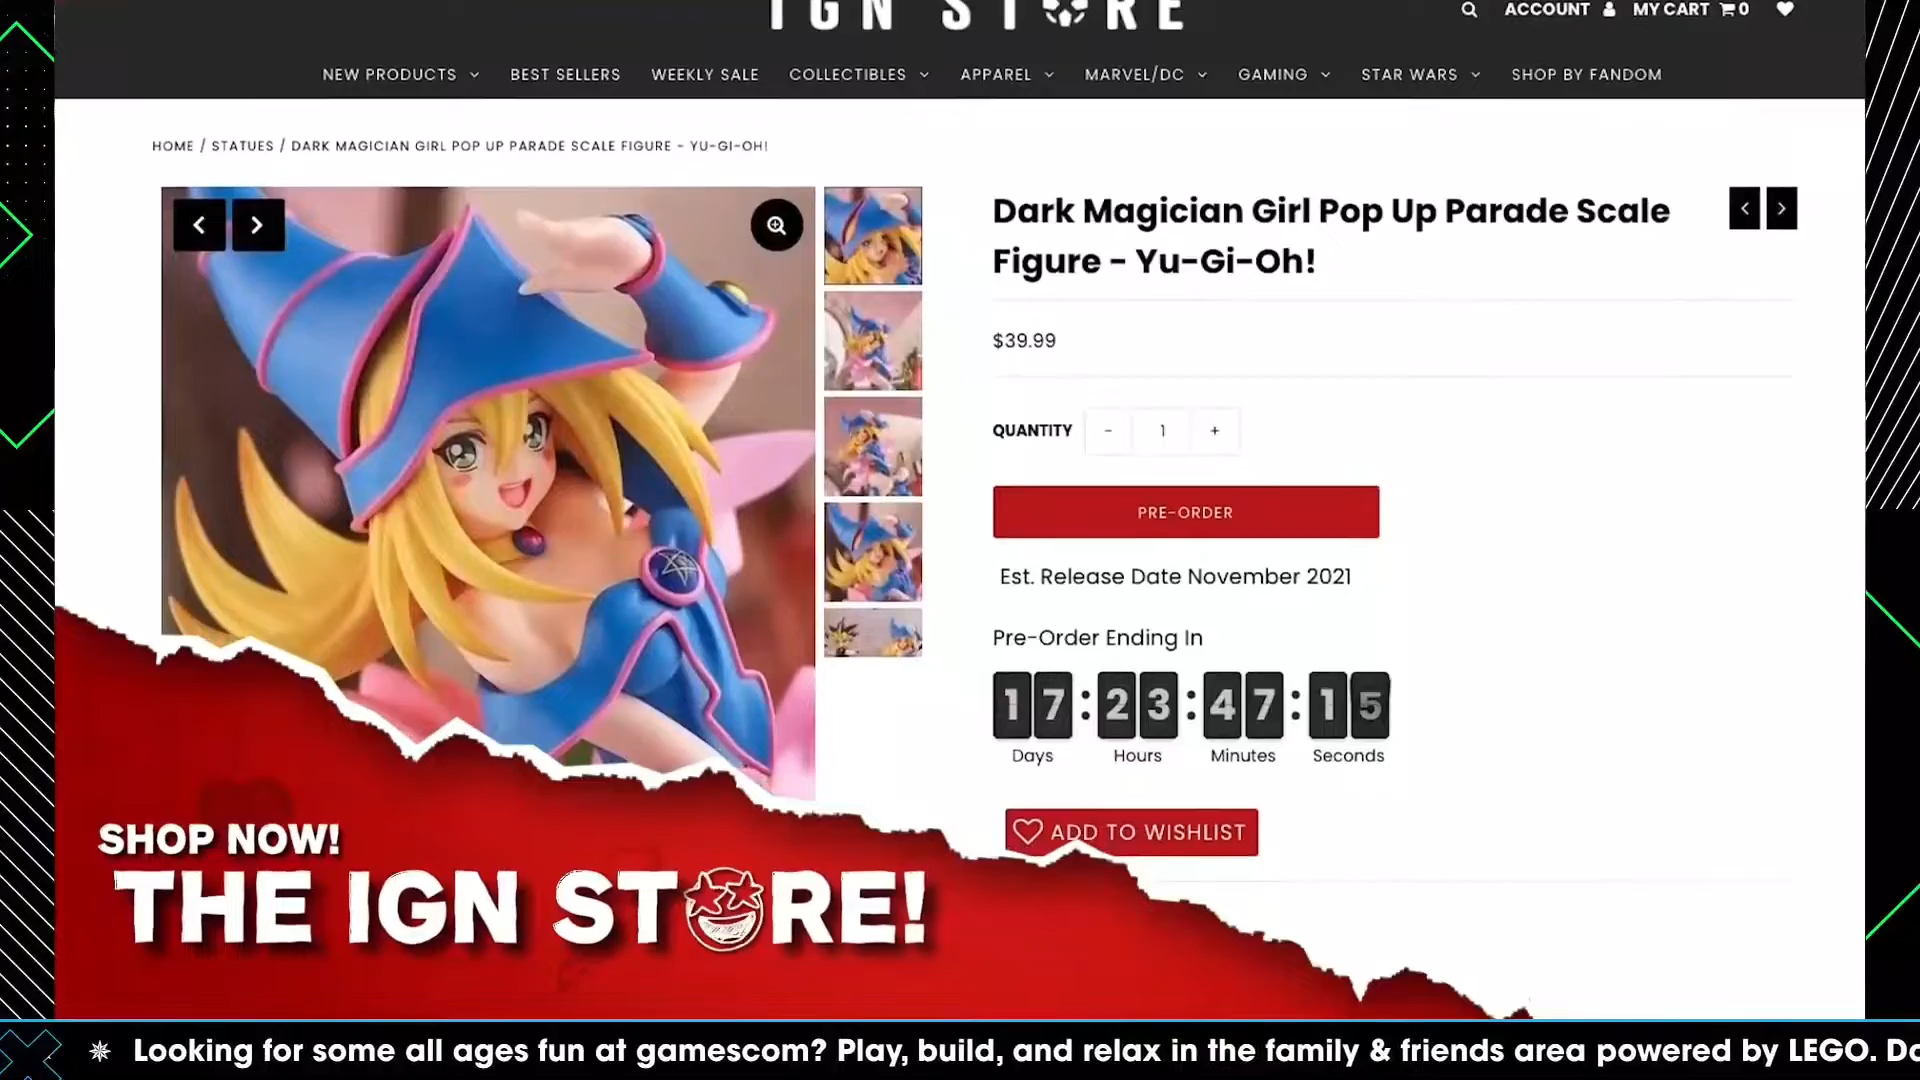 IGN STORE
ACCOUNT MY CART 0
NEW PRODUCTS BEST SELLERS WEEKLY SALE COLLECTIBLES APPAREL MARVEL/DC GAMING STAR WARS SHOP BY FANDOM
HOME / STATUES / DARK MAGICIAN GIRL POP UP PARADE SCALE FIGURE - YU-GI-OH!
Dark Magician Girl Pop Up Parade Scale
Figure - Yu-Gi-Oh!
$39.99
QUANTITY - 1 +
PRE-ORDER
Est. Release Date November 2021
Pre-Order Ending In
17:23:47:15
Days Hours Minutes Seconds
ADD TO WISHLIST
SHOP NOW!
THE IGN STORE!
Looking for some all ages fun at gamescom? Play, build, and relax in the family & friends area powered by LEGO.